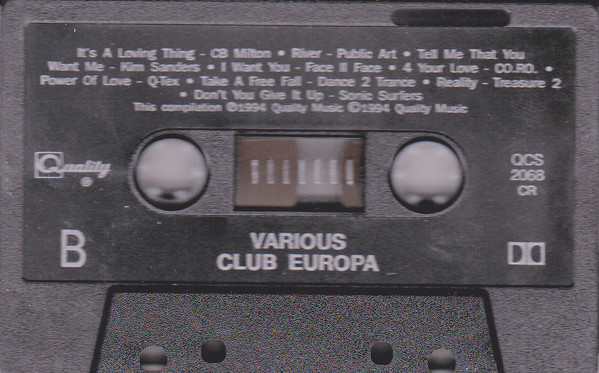 It's A Loving Thing - CB Milton • River - Public Art • Tell Me That You
Want Me - Kim Sanders • I Want You - Face II Face • 4 Your Love - CO.RO. •
Power Of Love - Q-Tex • Take A Free Fall - Dance 2 Trance • Reality - Treasure 2
• Don't You Give It Up - Sonic Surfers
This compilation ℗1994 Quality Music ©1994 Quality Music
Quality
®
QCS
2068
CR
B
VARIOUS
CLUB EUROPA